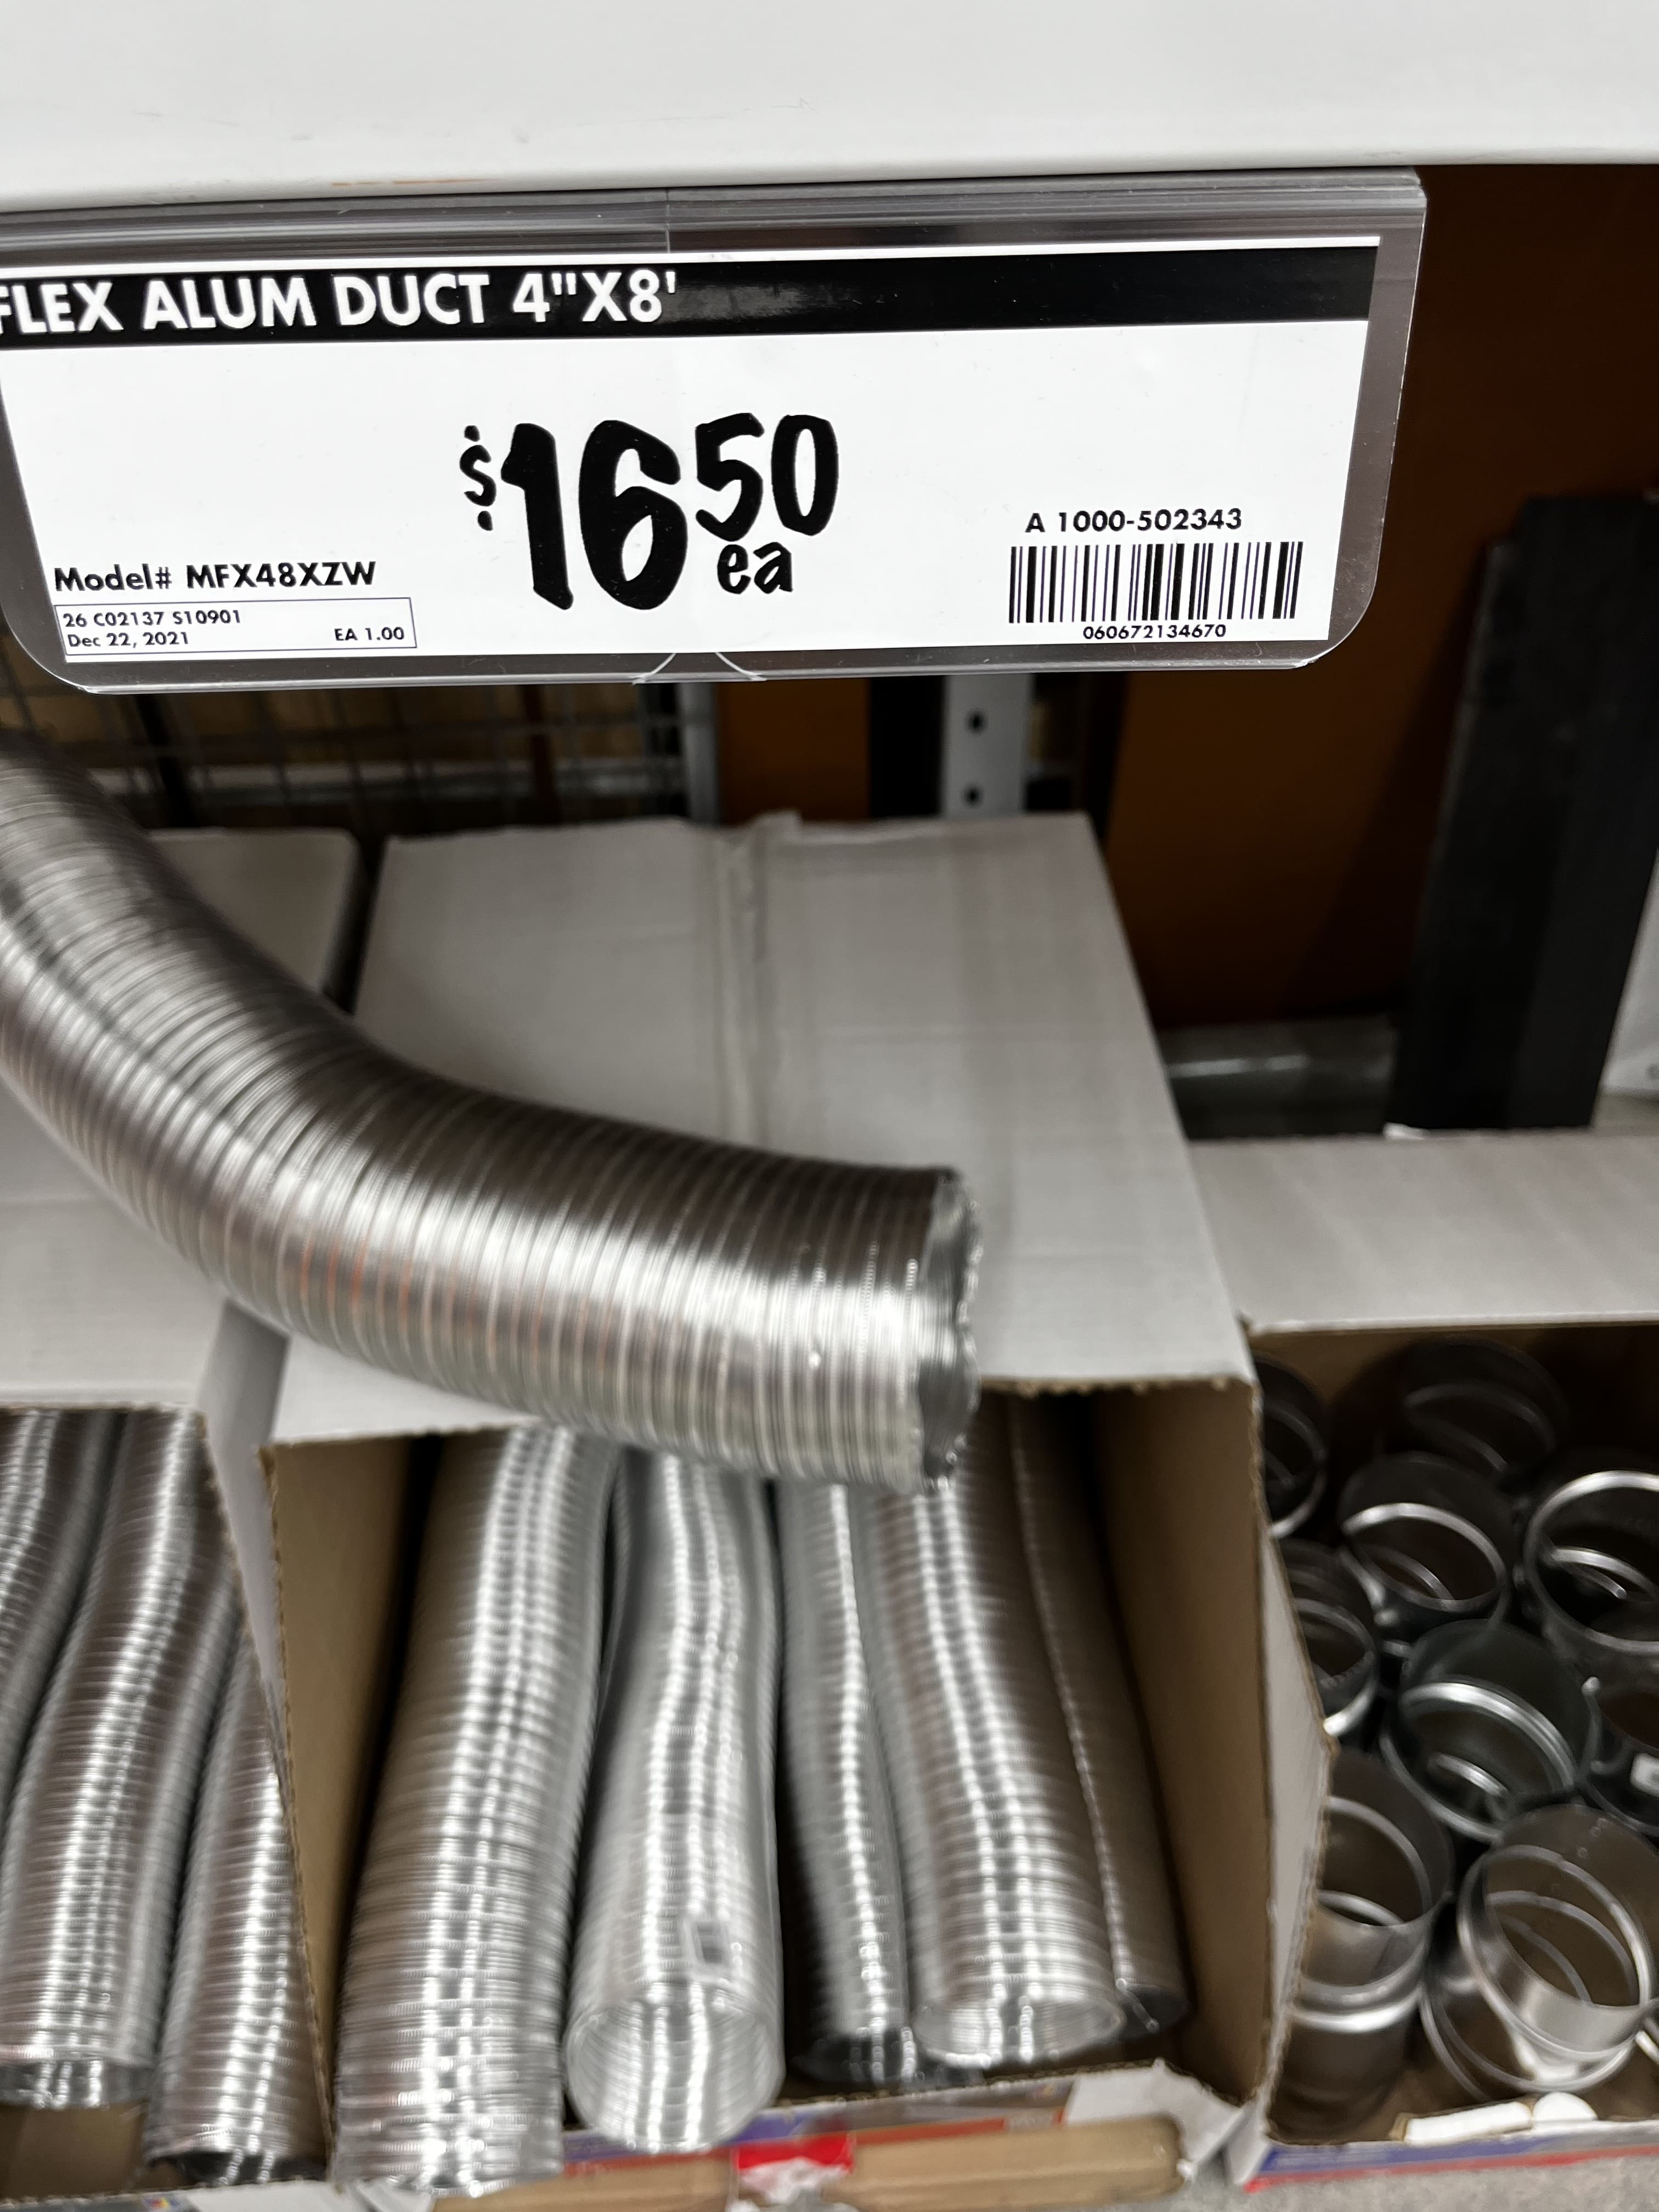 FLEX ALUM DUCT 4"X8'
$16 50
ea
A 1000-502343
Model# MFX48XZW
26 C02137 S10901
Dec 22, 2021 EA 1.00
060672134670